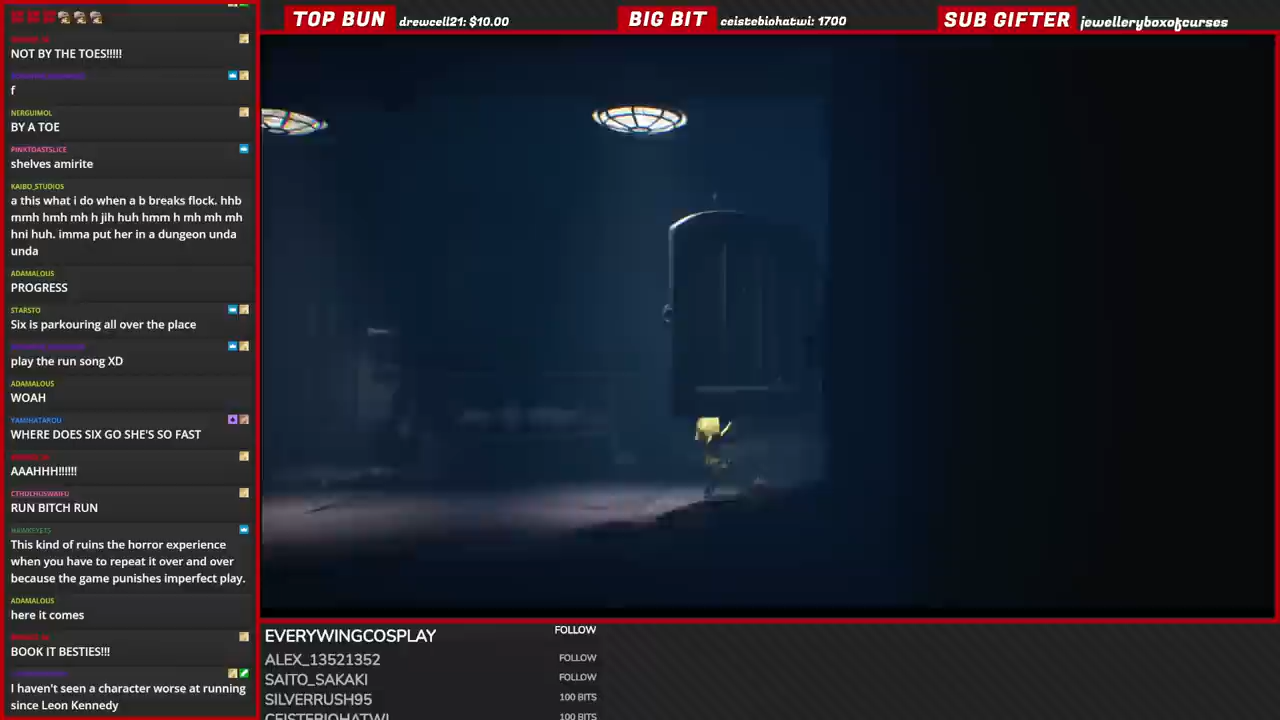 TOP BUN drewcell21: $10.00 BIG BIT ceistebiohatwi: 1700 SUB GIFTER jewelleryboxofcurses
NOT BY THE TOES!!!!!
f
NERGUIMOL
BY A TOE
PINKTOASTSLICE
shelves amirite
KAIBO_STUDIOS
a this what i do when a b breaks flock. hhb
mmh hmh mh h jih huh hmm h mh mh mh
hni huh. imma put her in a dungeon unda
unda
ADAMALOUS
PROGRESS
STARSTO
Six is parkouring all over the place
play the run song XD
ADAMALOUS
WOAH
YAMIHATAROU
WHERE DOES SIX GO SHE'S SO FAST
AAAHHH!!!!!!
CTHULHUSWAIFU
RUN BITCH RUN
HAWKEYETS
This kind of ruins the horror experience
when you have to repeat it over and over
because the game punishes imperfect play.
ADAMALOUS
here it comes
BOOK IT BESTIES!!!
I haven't seen a character worse at running
since Leon Kennedy
EVERYWINGCOSPLAY FOLLOW
ALEX_13521352 FOLLOW
SAITO_SAKAKI FOLLOW
SILVERRUSH95 100 BITS
CEISTEBIOHATWI 100 BITS